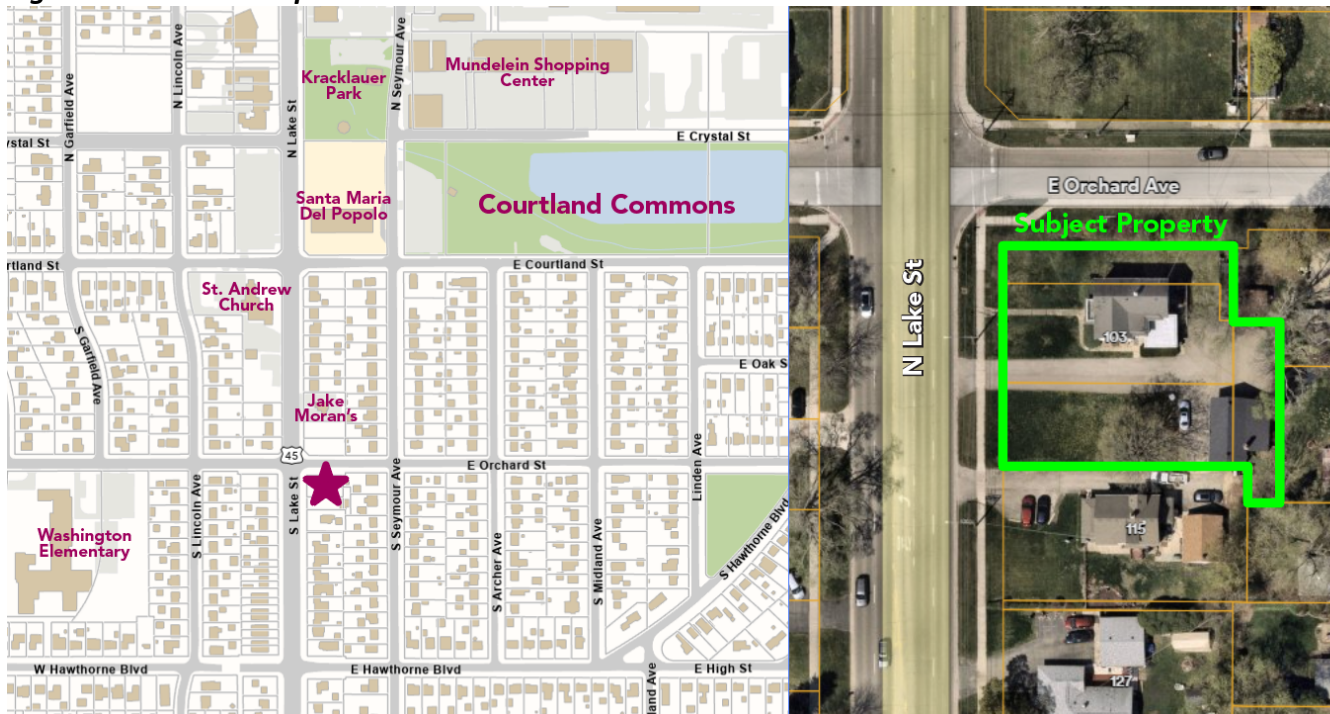 N Garfield Ave
N Lincoln Ave
N Lake St
Kracklauer
Park
N Seymour Ave
Mundelein Shopping
Center
ystal St
E Crystal St
Santa Maria
Del Popolo
Courtland Commons
rtland St
E Courtland St
St. Andrew
Church
S Garfield Ave
E Oak S
Jake
Moran's
45
E Orchard St
Linden Ave
S Lincoln Ave
S Lake St
S Seymour Ave
Washington
Elementary
S Archer Ave
S Midland Ave
S Hawthorne Blvd
W Hawthorne Blvd
E Hawthorne Blvd
E High St
land Ave
E Orchard Ave
Subject Property
N Lake St
103
115
127